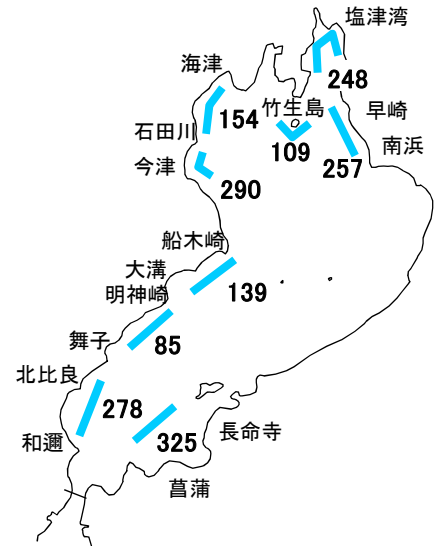 塩津湾
海津
248
154
竹生島
早崎
石田川
109
南浜
今津
257
290
船木崎
大溝
139
明神崎
舞子
85
北比良
278
長命寺
和邇
325
菖蒲